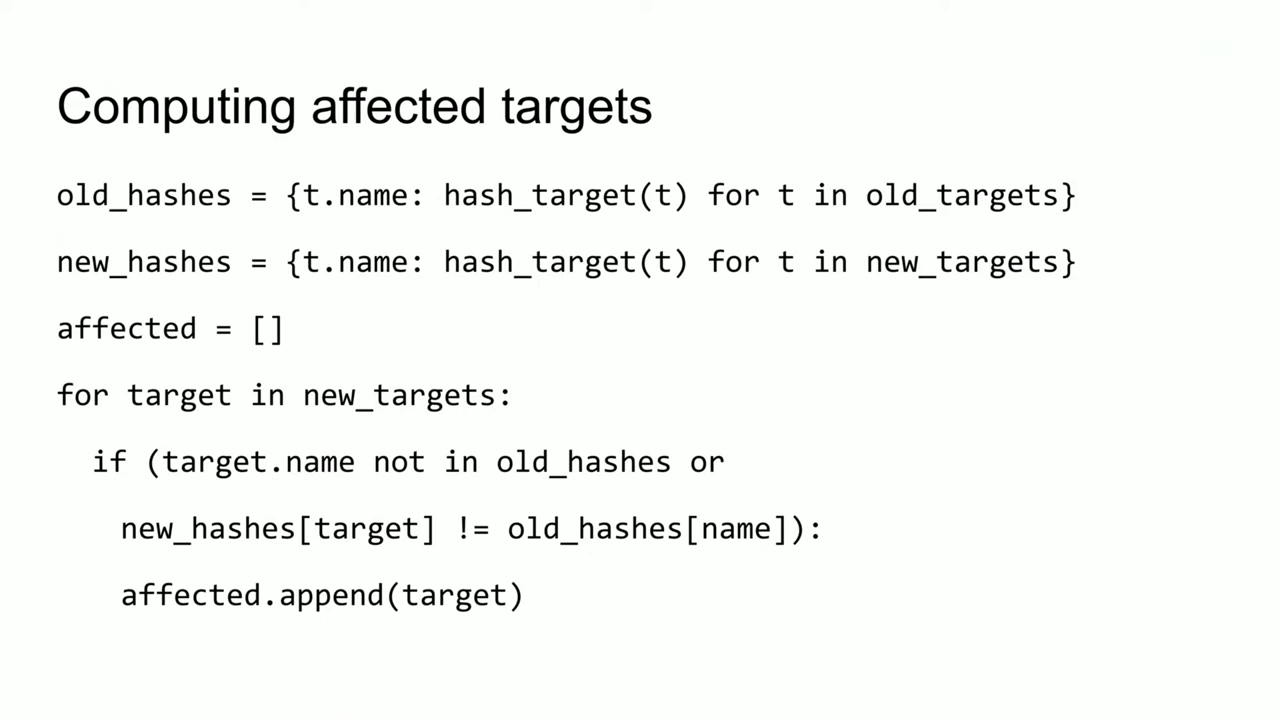 Computing affected targets
old_hashes = {t.name: hash_target(t) for t in old_targets}
new_hashes = {t.name: hash_target(t) for t in new_targets}
affected = []
for target in new_targets:
if (target.name not in old_hashes or
new_hashes[target] != old_hashes[name]):
affected.append(target)